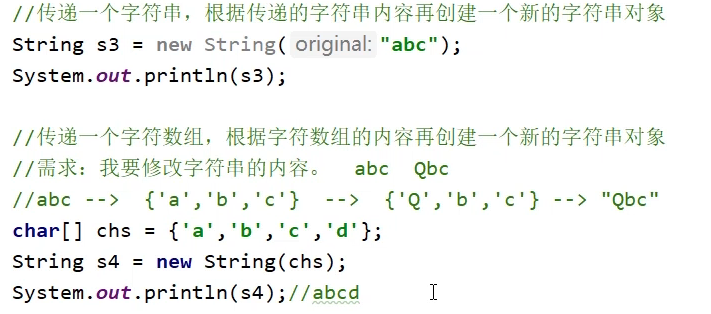 //传递一个字符串，根据传递的字符串内容再创建一个新的字符串对象
String s3 = new String( original: "abc");
System.out.println(s3);
//传递一个字符数组，根据字符数组的内容再创建一个新的字符串对象
//需求：我要修改字符串的内容。  abc  Qbc
//abc -->  {'a','b','c'}  -->  {'Q','b','c'} --> "Qbc"
char[] chs = {'a','b','c','d'};
String s4 = new String(chs);
System.out.println(s4);//abcd